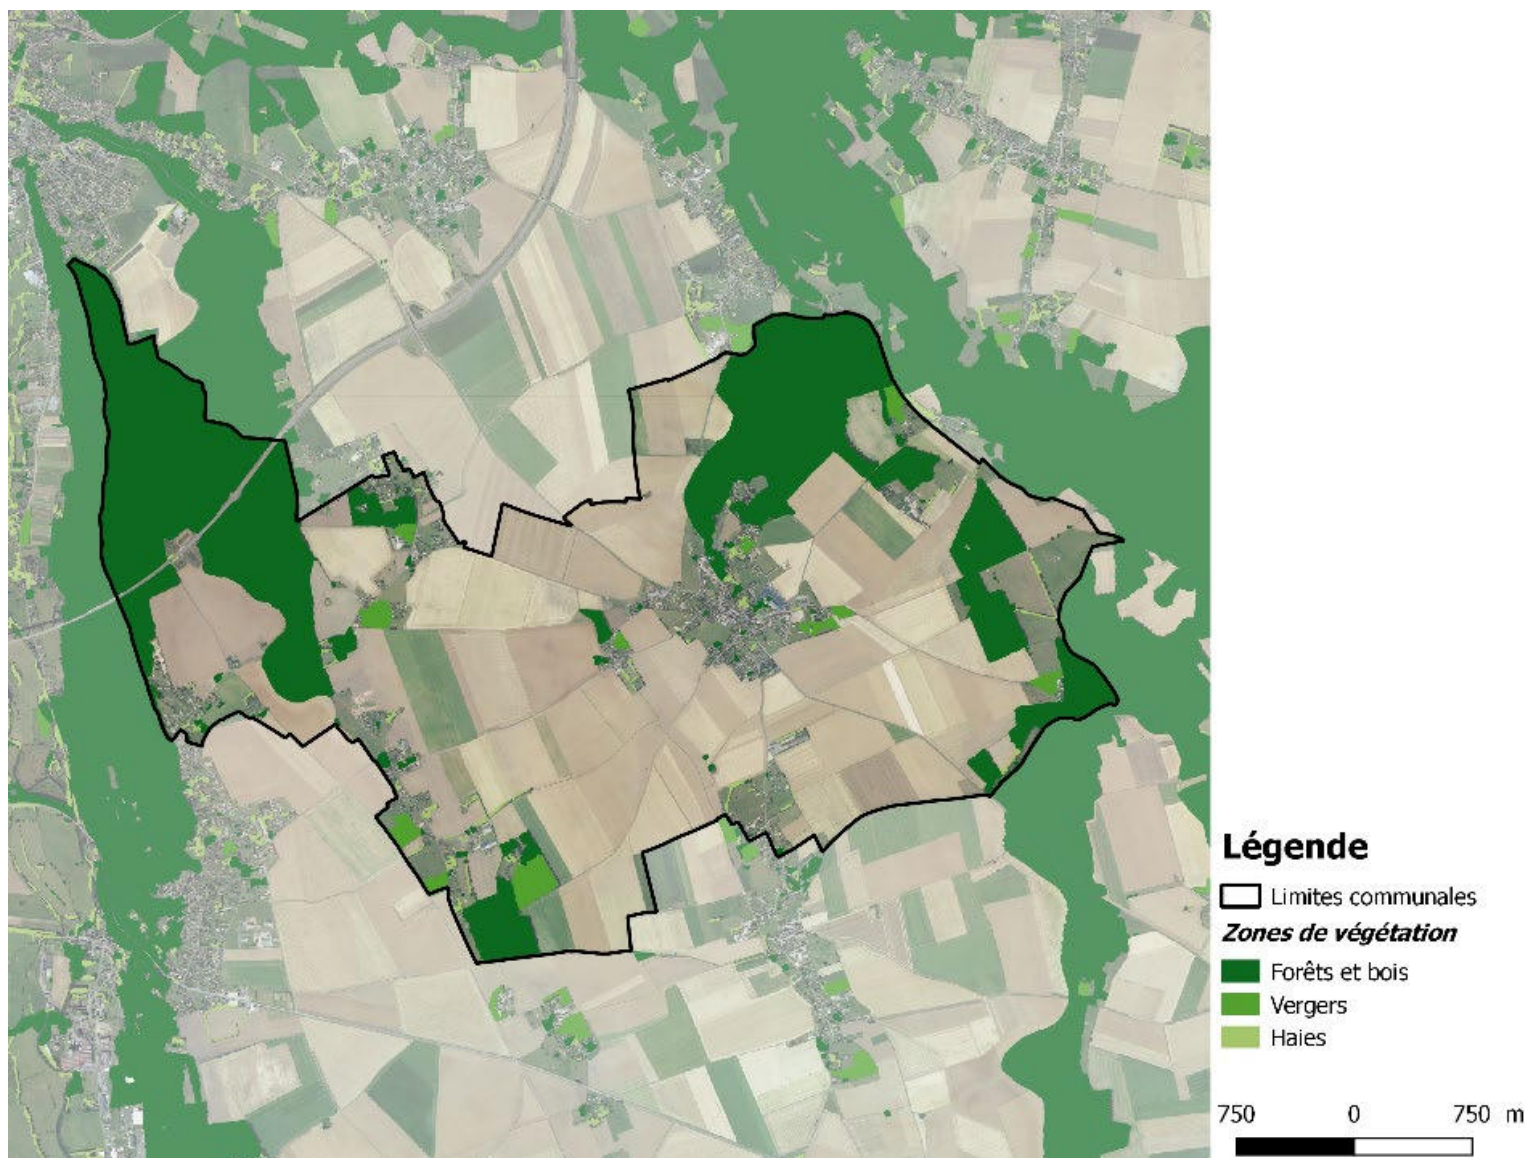 Légende
Limites communales
Zones de végétation
Forêts et bois
Vergers
Haies
750 0 750 m